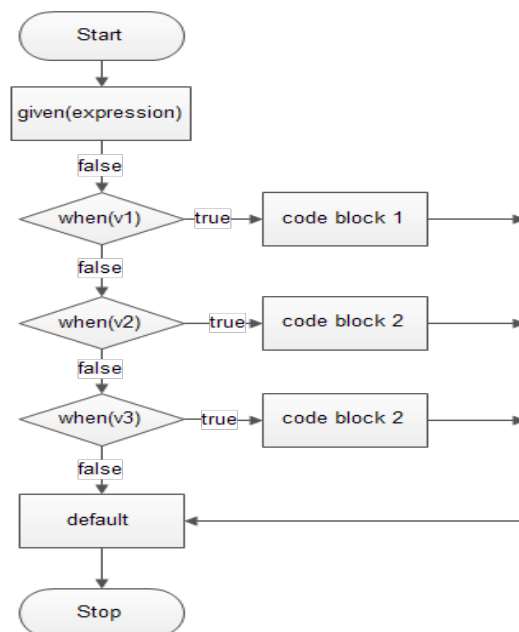 Start
given(expression)
false
when(v1)
true
code block 1
false
when(v2)
true
code block 2
false
when(v3)
true
code block 2
false
default
Stop